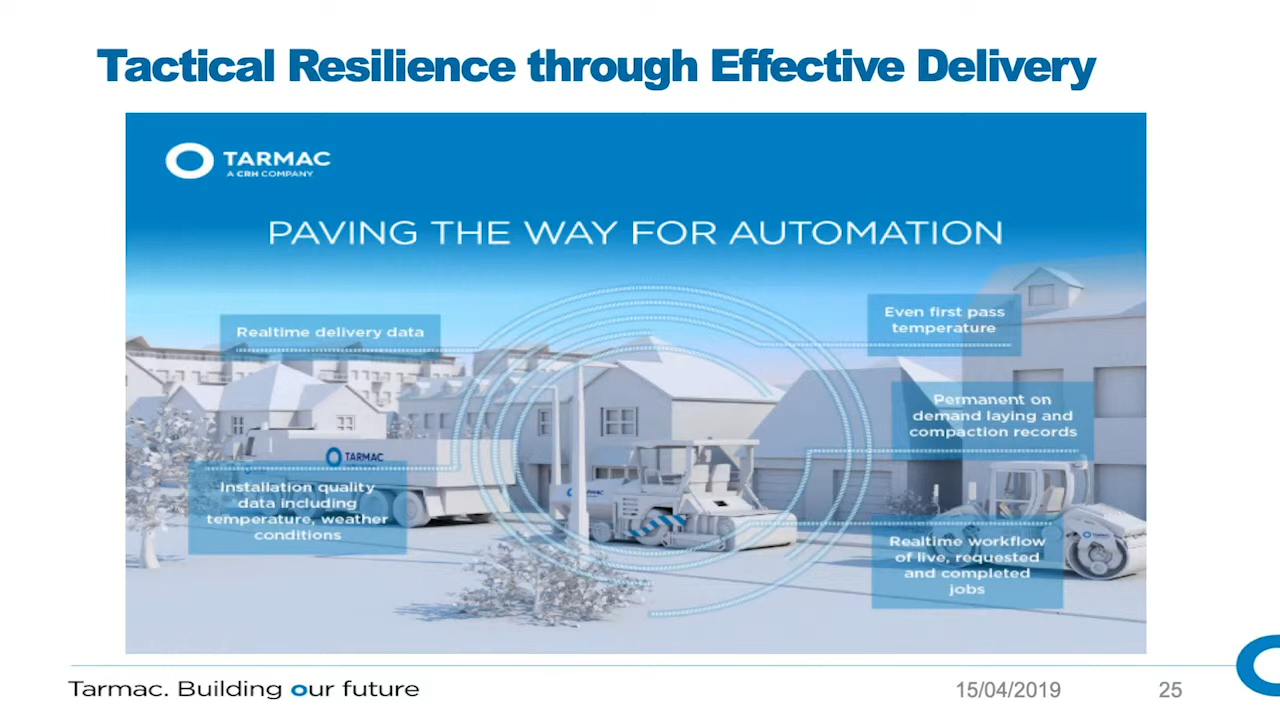 Tactical Resilience through Effective Delivery
TARMAC
A CRH COMPANY
PAVING THE WAY FOR AUTOMATION
Realtime delivery data
Even first pass
temperature
Permanent on
demand laying and
compaction records
TARMAC
Installation quality
data including
temperature, weather
conditions
TARMAC
Realtime workflow
of live, requested
and completed
jobs
Tarmac. Building our future
15/04/2019
25